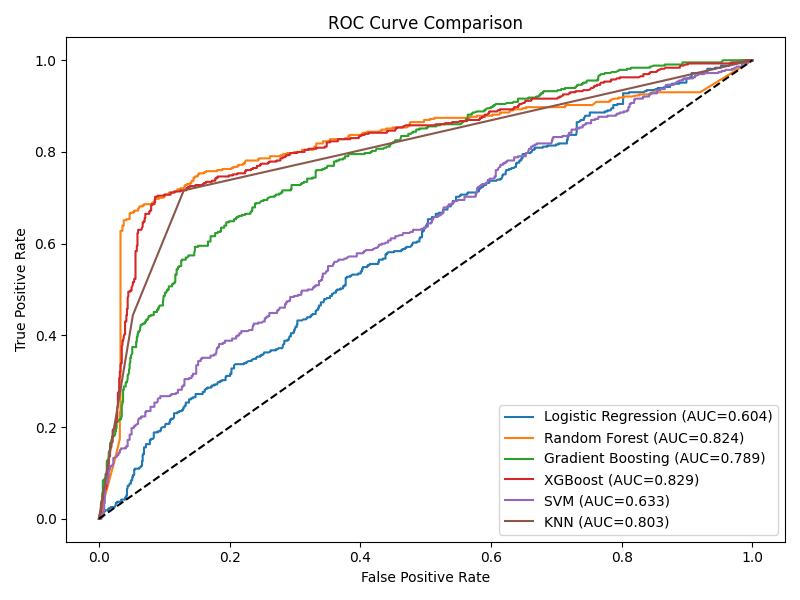 ROC Curve Comparison
True Positive Rate
1.0
0.8
0.6
0.4
0.2
0.0
Logistic Regression (AUC=0.604)
Random Forest (AUC=0.824)
Gradient Boosting (AUC=0.789)
XGBoost (AUC=0.829)
SVM (AUC=0.633)
KNN (AUC=0.803)
0.0 0.2 0.4 0.6 0.8 1.0
False Positive Rate